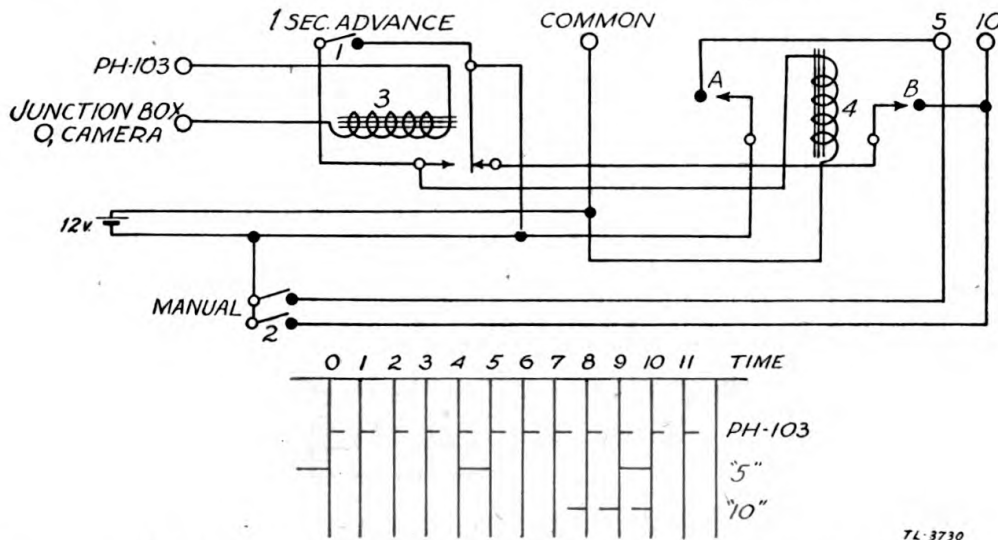 1 SEC. ADVANCE
COMMON
5 10
1
PH-103
3
A
B
4
JUNCTION BOX
O, CAMERA
12 v.
MANUAL
2
0 1 2 3 4 5 6 7 8 9 10 11 TIME
PH-103
"5"
"10"
TL-3730